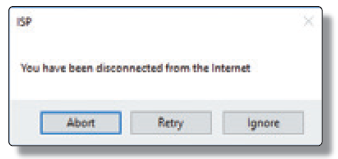 ISP
You have been disconnected from the Internet
Abort Retry Ignore